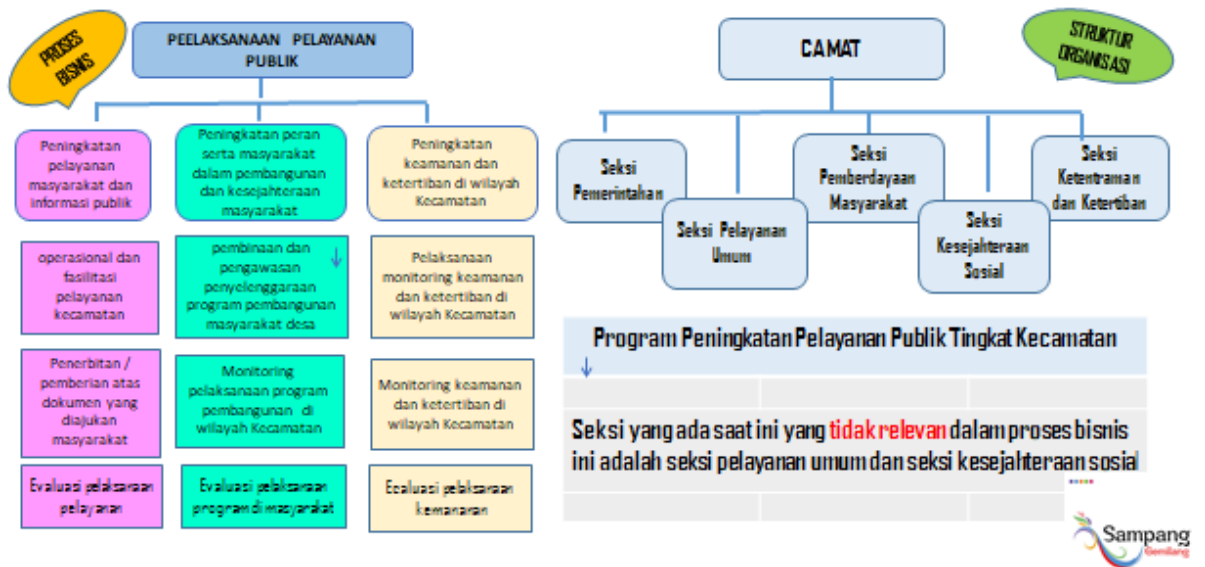 PROSES
BISNIS
PEELAKSANAAN PELAYANAN
PUBLIK
Peningkatan
pelayanan
masyarakat dan
informasi publik
Peningkatan peran
serta masyarakat
dalam pembangunan
dan kesejahteraan
masyarakat
Peningkatan
keamanan dan
ketertiban di wilayah
Kecamatan
operasional dan
fasilitasi
pelayanan
kecamatan
pembinaan dan
pengawasan
penyelenggaraan
program pembangunan
masyarakat desa
Pelaksanaan
monitoring keamanan
dan ketertiban di
wilayah Kecamatan
Penerbitan /
pemberian atas
dokumen yang
diajukan
masyarakat
Monitoring
pelaksanaan program
pembangunan di
wilayah Kecamatan
Monitoring keamanan
dan ketertiban di
wilayah Kecamatan
Evaluasi pelaksanaan
pelayanan
Evaluasi pelaksanaan
program di masyarakat
Ecaluasi pelaksanaan
kemanaran
STRUKTUR
ORGANISASI
CAMAT
Seksi
Pemerintahan
Seksi Pelayanan
Umum
Seksi
Pemberdayaan
Masyarakat
Seksi
Kesejahteraan
Sosial
Seksi
Ketentraman
dan Ketertiban
Program Peningkatan Pelayanan Publik Tingkat Kecamatan
Seksi yang ada saat ini yang tidak relevan dalam proses bisnis
ini adalah seksi pelayanan umum dan seksi kesejahteraan sosial
Sampang
Gemilang